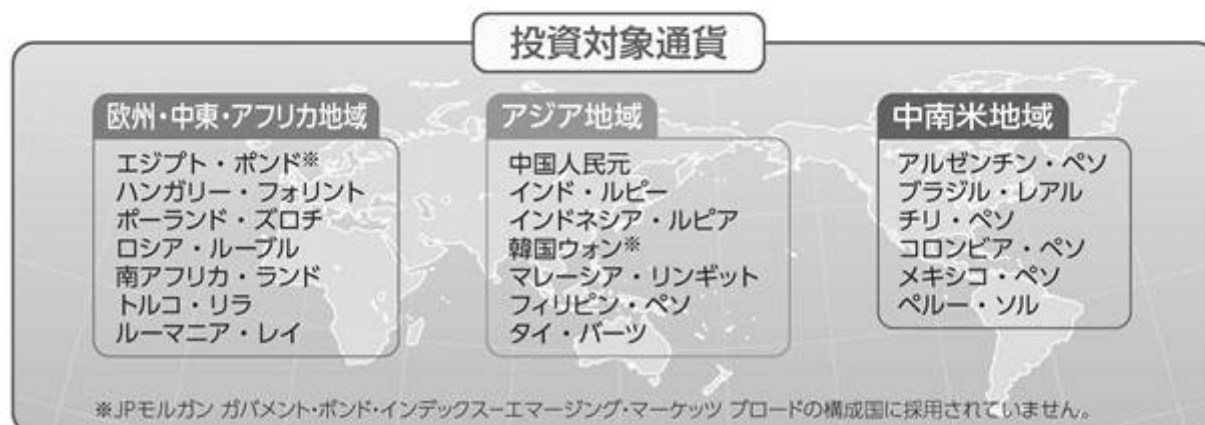 投資対象通貨
欧州・中東・アフリカ地域
エジプト・ポンド※
ハンガリー・フォリント
ポーランド・ズロチ
ロシア・ルーブル
南アフリカ・ランド
トルコ・リラ
ルーマニア・レイ
アジア地域
中国人民元
インド・ルピー
インドネシア・ルピア
韓国ウォン※
マレーシア・リンギット
フィリピン・ペソ
タイ・バーツ
中南米地域
アルゼンチン・ペソ
ブラジル・レアル
チリ・ペソ
コロンビア・ペソ
メキシコ・ペソ
ペルー・ソル
※JPモルガン ガバメント・ボンド・インデックスーエマージング・マーケッツ ブロードの構成国に採用されていません。